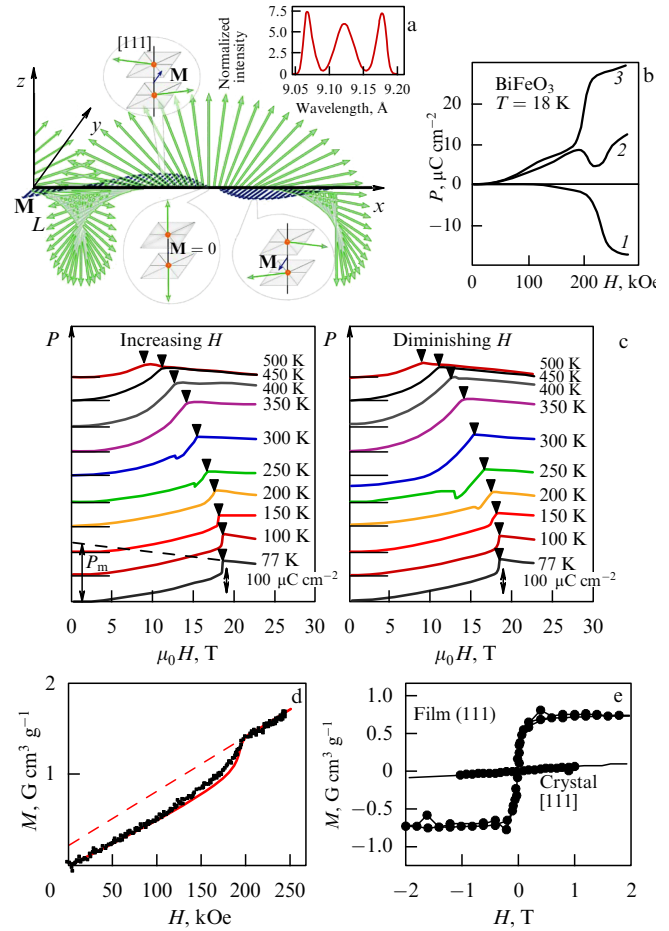 [111]
z
M
y
M
L
x
M = 0
M
Normalized
intensity
7.5
5.0
2.5
0
9.05
9.10
9.15
9.20
Wavelength, A
a
P, µC cm−2
20
0
−10
BiFeO3
T = 18 K
3
2
1
b
0
100
200
H, kOe
P
Increasing H
500 K
450 K
400 K
350 K
300 K
250 K
200 K
150 K
100 K
77 K
100 µC cm−2
Pm
0
5
10
15
20
25
30
µ0H, T
Diminishing H
c
500 K
450 K
400 K
350 K
300 K
250 K
200 K
150 K
100 K
77 K
100 µC cm−2
0
5
10
15
20
25
30
µ0H, T
M, G cm3 g−1
2
1
0
d
50
100
150
200
250
H, kOe
M, G cm3 g−1
1.0
0.5
0
−0.5
−1.0
Film (111)
e
Crystal
[111]
−2
−1
0
1
2
H, T